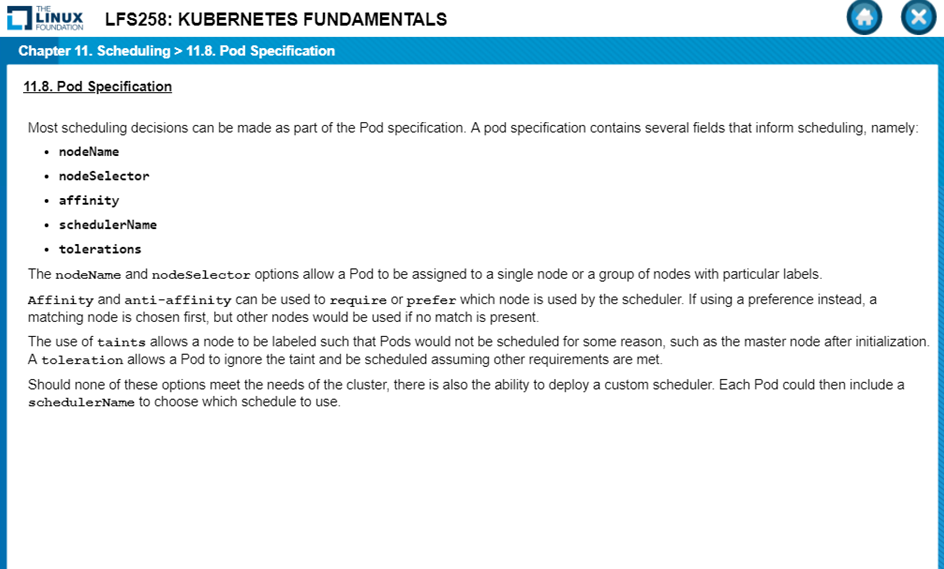 THE
LINUX
FOUNDATION
LFS258: KUBERNETES FUNDAMENTALS
Chapter 11. Scheduling > 11.8. Pod Specification
11.8. Pod Specification
Most scheduling decisions can be made as part of the Pod specification. A pod specification contains several fields that inform scheduling, namely:
• nodeName
• nodeSelector
• affinity
• schedulerName
• tolerations
The nodeName and nodeSelector options allow a Pod to be assigned to a single node or a group of nodes with particular labels.
Affinity and anti-affinity can be used to require or prefer which node is used by the scheduler. If using a preference instead, a
matching node is chosen first, but other nodes would be used if no match is present.
The use of taints allows a node to be labeled such that Pods would not be scheduled for some reason, such as the master node after initialization.
A toleration allows a Pod to ignore the taint and be scheduled assuming other requirements are met.
Should none of these options meet the needs of the cluster, there is also the ability to deploy a custom scheduler. Each Pod could then include a
schedulerName to choose which schedule to use.